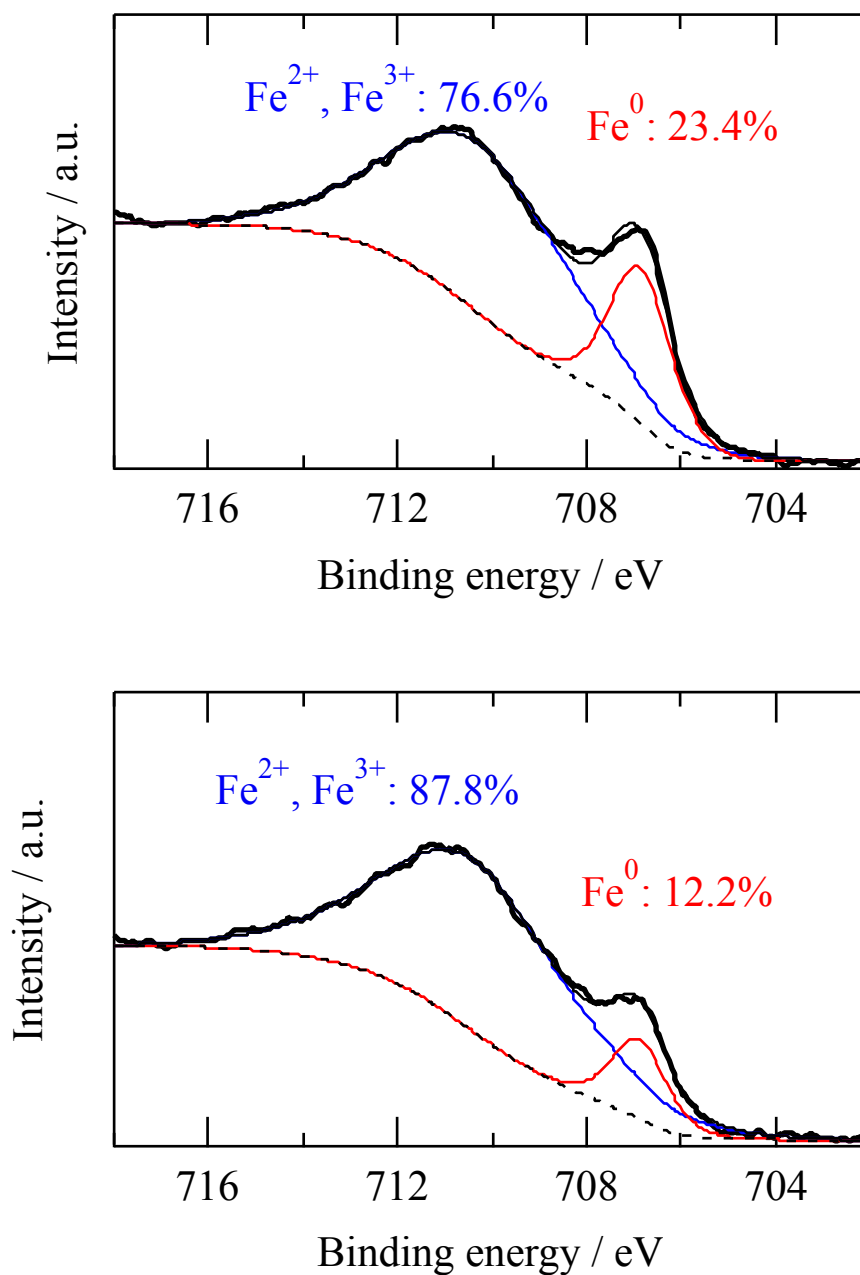 Fe²⁺, Fe³⁺: 76.6%
Fe⁰: 23.4%
Intensity / a.u.
716 712 708 704
Binding energy / eV
Fe²⁺, Fe³⁺: 87.8%
Fe⁰: 12.2%
Intensity / a.u.
716 712 708 704
Binding energy / eV